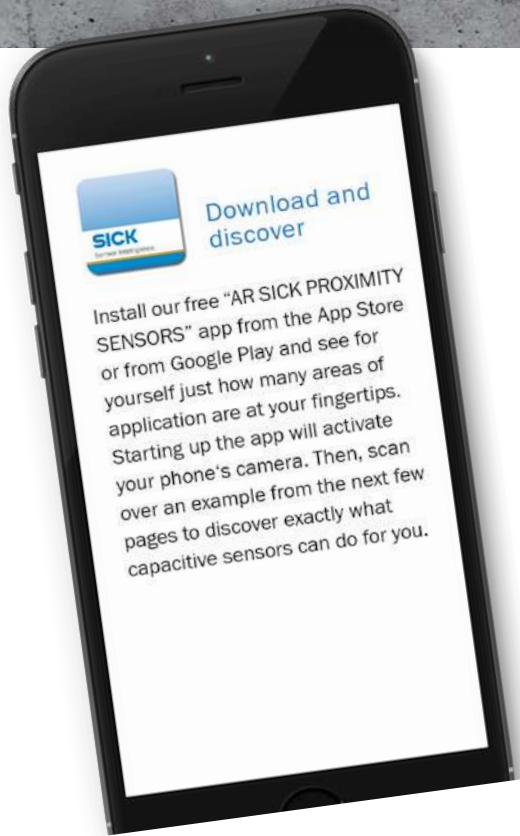 SICK
Sensor Intelligence.
Download and
discover
Install our free “AR SICK PROXIMITY
SENSORS” app from the App Store
or from Google Play and see for
yourself just how many areas of
application are at your fingertips.
Starting up the app will activate
your phone‘s camera. Then, scan
over an example from the next few
pages to discover exactly what
capacitive sensors can do for you.